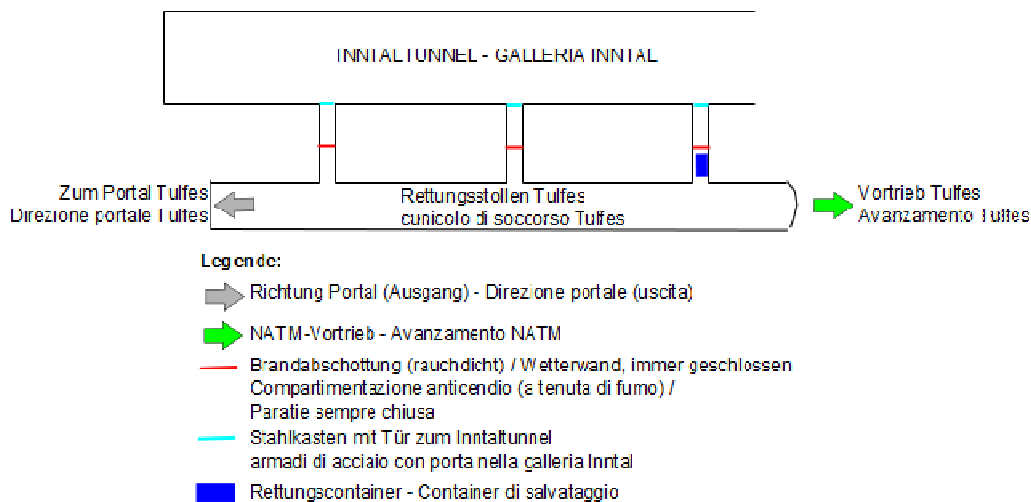 INNTALTUNNEL - GALLERIA INNTAL
Zum Portal Tulfes
Direzione portale Tulfes
Rettungsstollen Tulfes
cunicolo di soccorso Tulfes
Vortrieb Tulfes
Avanzamento Tulfes
Legende:
Richtung Portal (Ausgang) - Direzione portale (uscita)
NATM-Vortrieb - Avanzamento NATM
Brandabschottung (rauchdicht) / Wetterwand, immer geschlossen
Compartimentazione anticendio (a tenuta di fumo) /
Paratie sempre chiusa
Stahlkasten mit Tür zum Inntaltunnel
armadi di acciaio con porta nella galleria Inntal
Rettungscontainer - Container di salvataggio